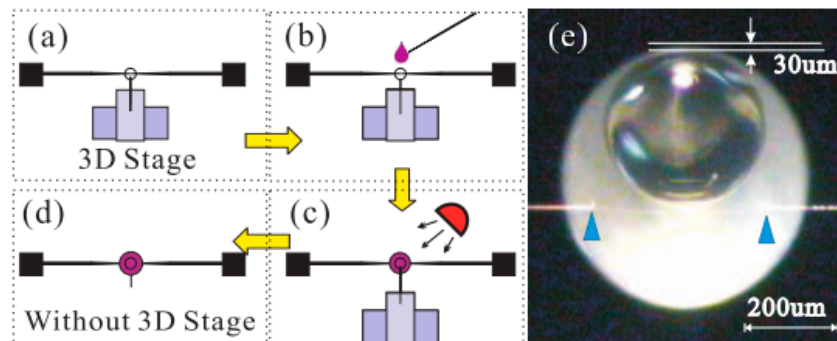 (a)
3D Stage
(b)
(c)
(d)
Without 3D Stage
(e)
30um
200um